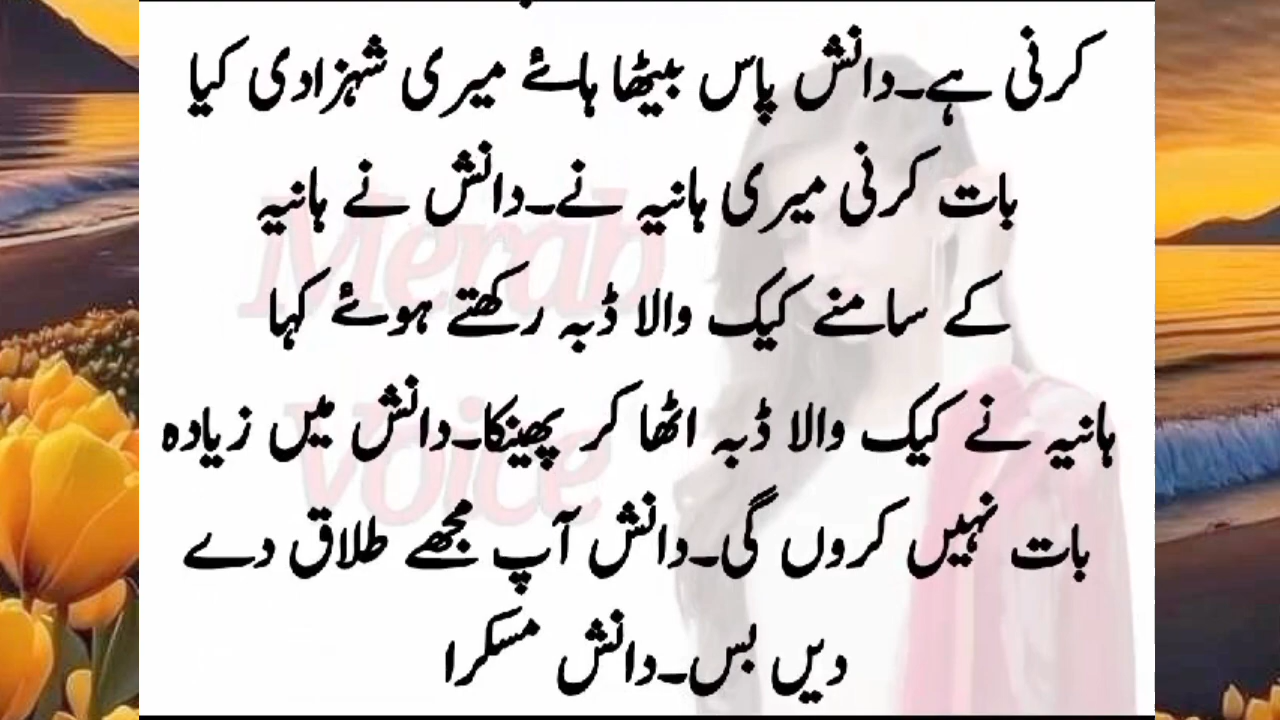 کرنی ہے۔دانش پاس بیٹھا ہائے میری شہزادی کیا
بات کرنی میری ہانیہ نے۔دانش نے ہانیہ
کے سامنے کیک والا ڈبہ رکھتے ہوئے کہا
ہانیہ نے کیک والا ڈبہ اٹھا کر پھینکا۔دانش میں زیادہ
بات نہیں کروں گی۔دانش آپ مجھے طلاق دے
دیں بس۔دانش مسکرا
Merab
Voice